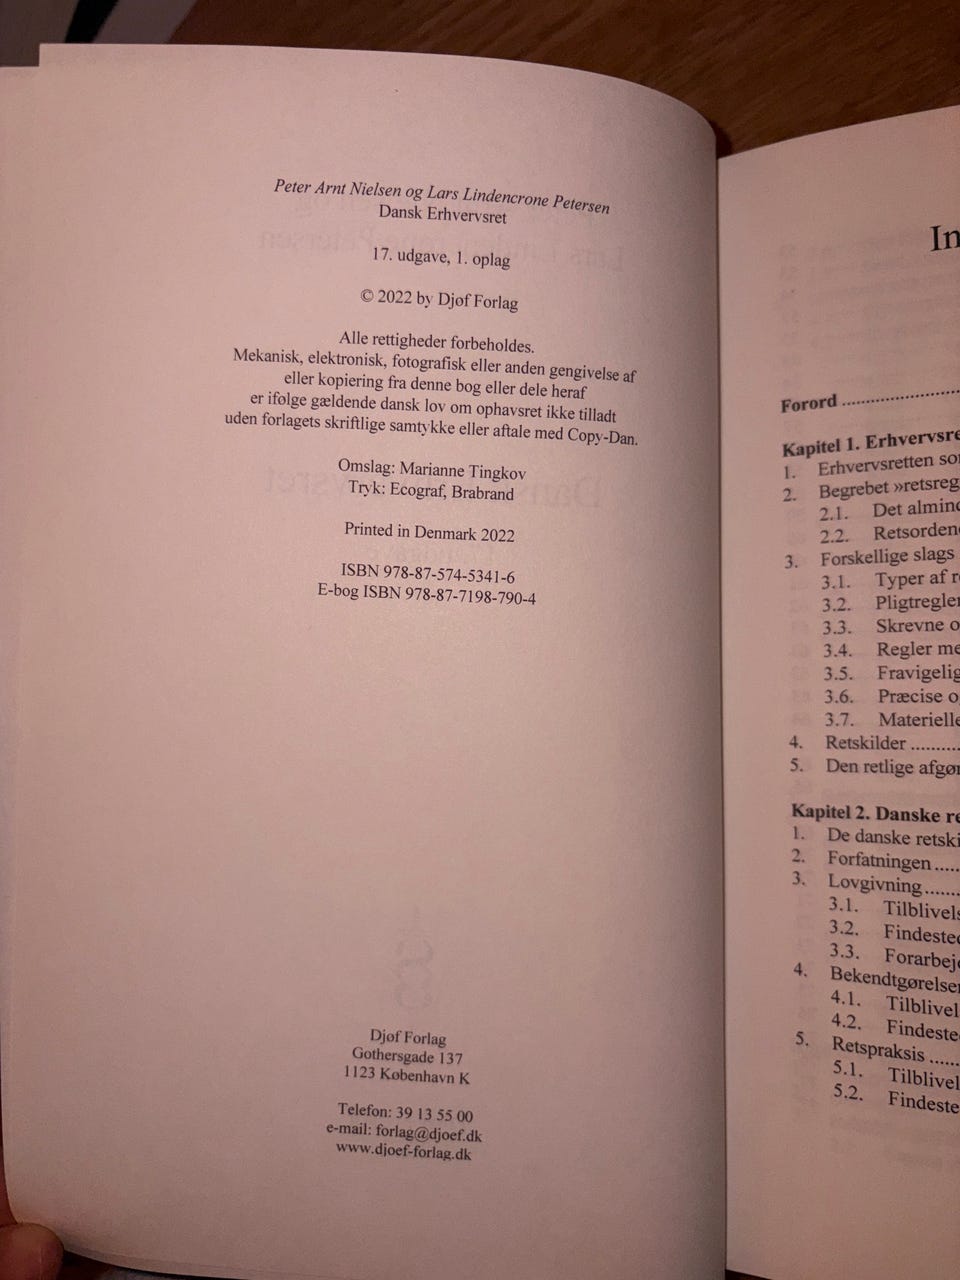 Peter Arnt Nielsen og Lars Lindencrone Petersen
Dansk Erhvervsret
17. udgave, 1. oplag
© 2022 by Djøf Forlag
Alle rettigheder forbeholdes.
Mekanisk, elektronisk, fotografisk eller anden gengivelse af
eller kopiering fra denne bog eller dele heraf
er ifølge gældende dansk lov om ophavsret ikke tilladt
uden forlagets skriftlige samtykke eller aftale med Copy-Dan.
Omslag: Marianne Tingkov
Tryk: Ecograf, Brabrand
Printed in Denmark 2022
ISBN 978-87-574-5341-6
E-bog ISBN 978-87-7198-790-4
Djøf Forlag
Gothersgade 137
1123 København K
Telefon: 39 13 55 00
e-mail: forlag@djoef.dk
www.djoef-forlag.dk
In
Forord ........................
Kapitel 1. Erhvervsre
1. Erhvervsretten so
2. Begrebet »retsreg
2.1. Det almind
2.2. Retsorden
3. Forskellige slags
3.1. Typer af r
3.2. Pligtregler
3.3. Skrevne o
3.4. Regler me
3.5. Fravigelig
3.6. Præcise o
3.7. Materielle
4. Retskilder ..........
5. Den retlige afgør
Kapitel 2. Danske re
1. De danske retski
2. Forfatningen .....
3. Lovgivning .......
3.1. Tilblivels
3.2. Findested
3.3. Forarbejd
4. Bekendtgørelser
4.1. Tilblivel
4.2. Findeste
5. Retspraksis ......
5.1. Tilblivel
5.2. Findeste